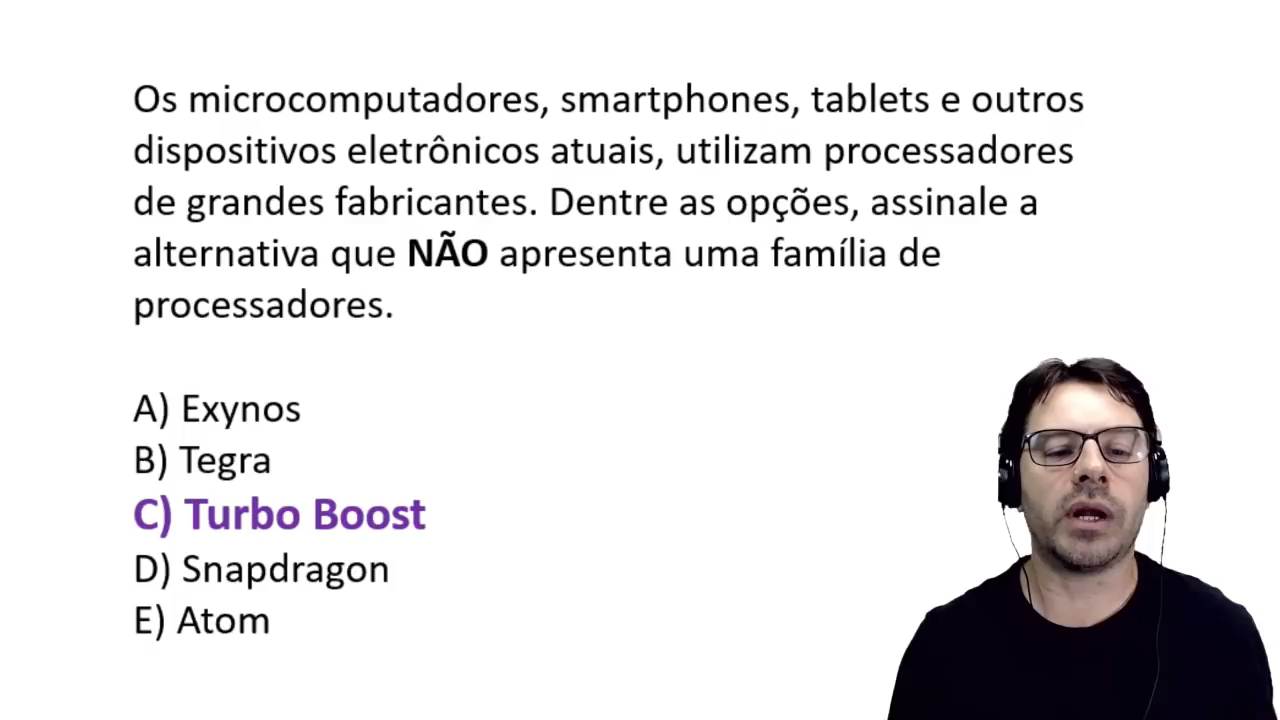 Os microcomputadores, smartphones, tablets e outros
dispositivos eletrônicos atuais, utilizam processadores
de grandes fabricantes. Dentre as opções, assinale a
alternativa que NÃO apresenta uma família de
processadores.
A) Exynos
B) Tegra
C) Turbo Boost
D) Snapdragon
E) Atom